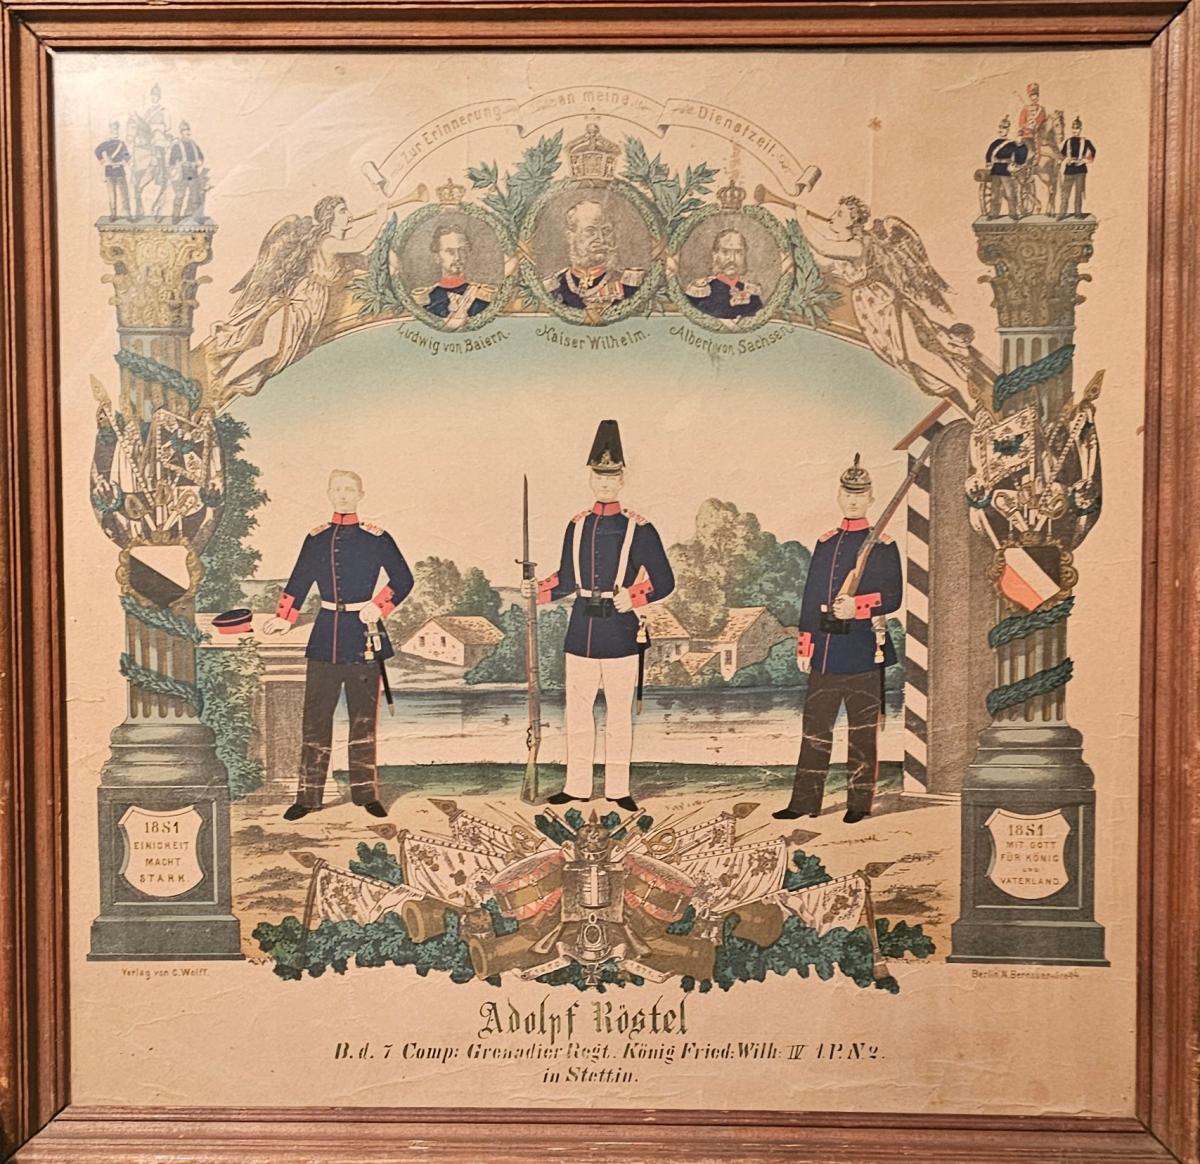 Zur Erinnerung an meine Dienstzeit.
Ludwig von Baiern.
Kaiser Wilhelm.
Albert von Sachsen.
1881
EINIGKEIT
MACHT
STARK.
1881
MIT GOTT
FÜR KÖNIG
UND
VATERLAND.
Verlag von C. Wolff.
Berlin, N.
Adolpf Röstel
B. d. 7 Comp: Grenadier Regt. König Fried: Wilh: IV 1. P. N. 2.
in Stettin.